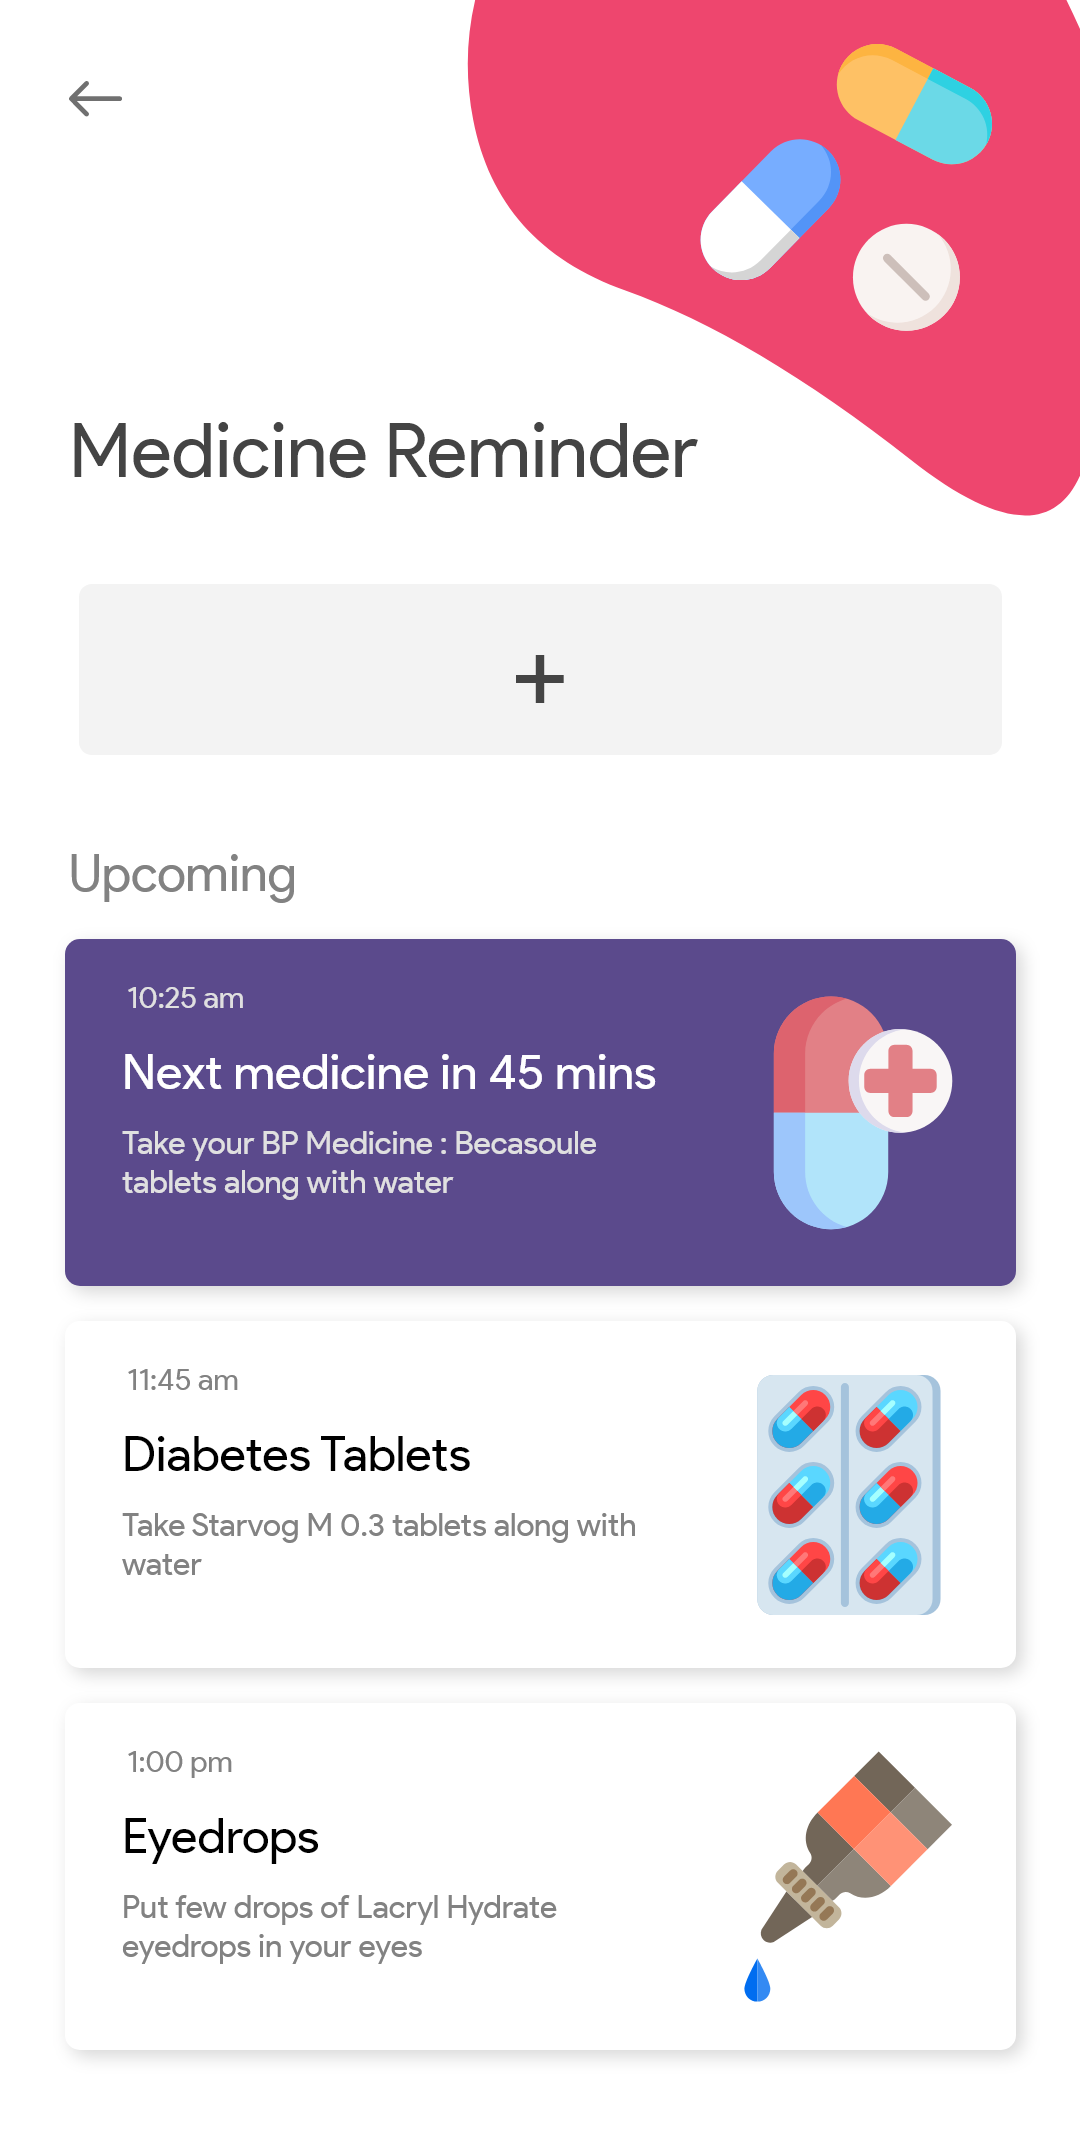 Medicine Reminder
+
Upcoming
10:25 am
Next medicine in 45 mins
Take your BP Medicine : Becasoule
tablets along with water
11:45 am
Diabetes Tablets
Take Starvog M 0.3 tablets along with
water
1:00 pm
Eyedrops
Put few drops of Lacryl Hydrate
eyedrops in your eyes